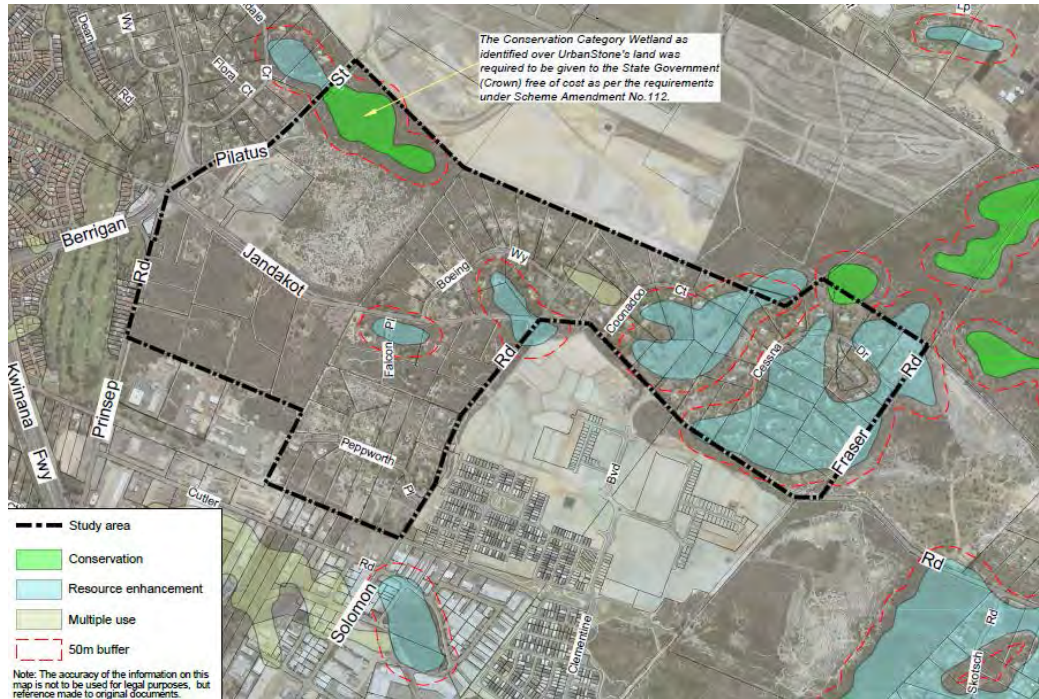 Lp
dale
Wy
Dean
Rd
Flora Ct
Ct
St
The Conservation Category Wetland as
identified over UrbanStone's land was
required to be given to the State Government
(Crown) free of cost as per the requirements
under Scheme Amendment No.112.
Pilatus
Berrigan
Rd
Jandakot
Boeing
Wy
Coonadoo
Ct
Falcon Pl
Rd
Cessna
Dr
Rd
Kwinana
Fwy
Prinsep
Peppworth
Pl
Bvd
Fraser
Cutler
Rd
Solomon
Clementine
Rd
Rd
Skotsch
Study area
Conservation
Resource enhancement
Multiple use
50m buffer
Note: The accuracy of the information on this
map is not to be used for legal purposes, but
reference made to original documents.